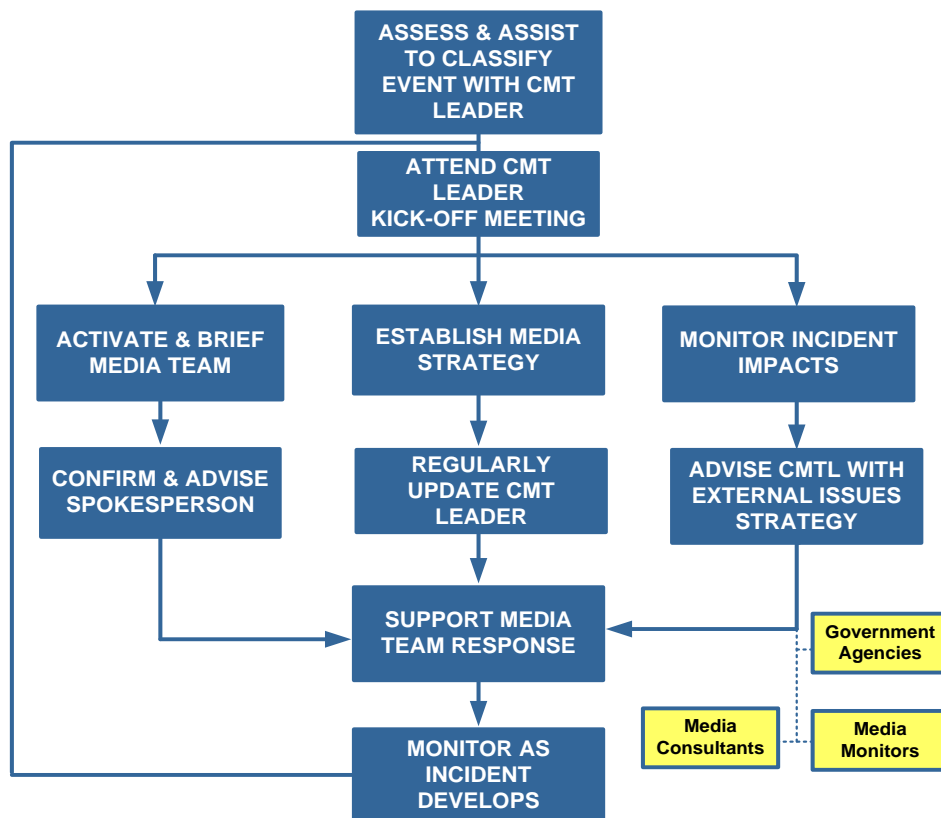 ASSESS & ASSIST
TO CLASSIFY
EVENT WITH CMT
LEADER
ATTEND CMT
LEADER
KICK-OFF MEETING
ACTIVATE & BRIEF
MEDIA TEAM
ESTABLISH MEDIA
STRATEGY
MONITOR INCIDENT
IMPACTS
CONFIRM & ADVISE
SPOKESPERSON
REGULARLY
UPDATE CMT
LEADER
ADVISE CMTL WITH
EXTERNAL ISSUES
STRATEGY
SUPPORT MEDIA
TEAM RESPONSE
Government
Agencies
Media
Consultants
Media
Monitors
MONITOR AS
INCIDENT
DEVELOPS